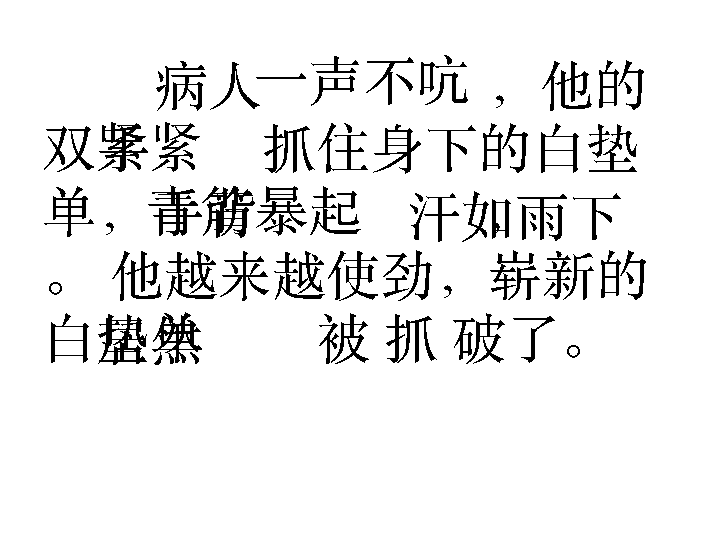 病人一声不吭，他的
双手紧紧抓住身下的白垫
单，手背青筋暴起，汗如雨下
。他越来越使劲，崭新的
白垫单居然被抓破了。